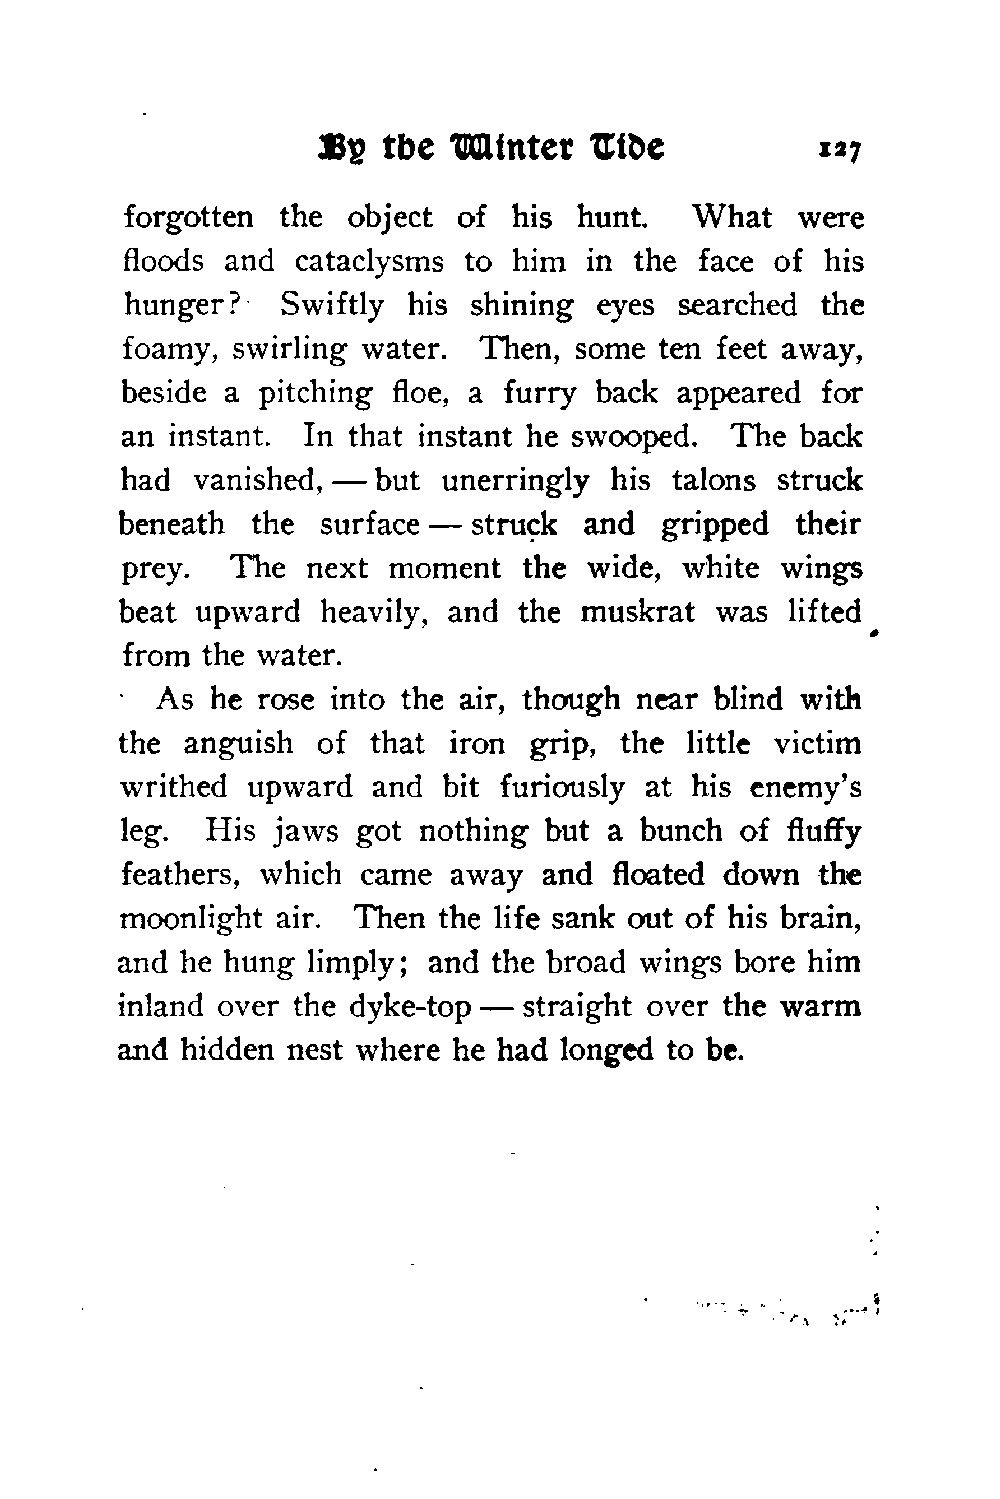 By the Winter Tide 127
forgotten the object of his hunt. What were
floods and cataclysms to him in the face of his
hunger? Swiftly his shining eyes searched the
foamy, swirling water. Then, some ten feet away,
beside a pitching floe, a furry back appeared for
an instant. In that instant he swooped. The back
had vanished, — but unerringly his talons struck
beneath the surface — struck and gripped their
prey. The next moment the wide, white wings
beat upward heavily, and the muskrat was lifted
from the water.
As he rose into the air, though near blind with
the anguish of that iron grip, the little victim
writhed upward and bit furiously at his enemy's
leg. His jaws got nothing but a bunch of fluffy
feathers, which came away and floated down the
moonlight air. Then the life sank out of his brain,
and he hung limply; and the broad wings bore him
inland over the dyke-top — straight over the warm
and hidden nest where he had longed to be.